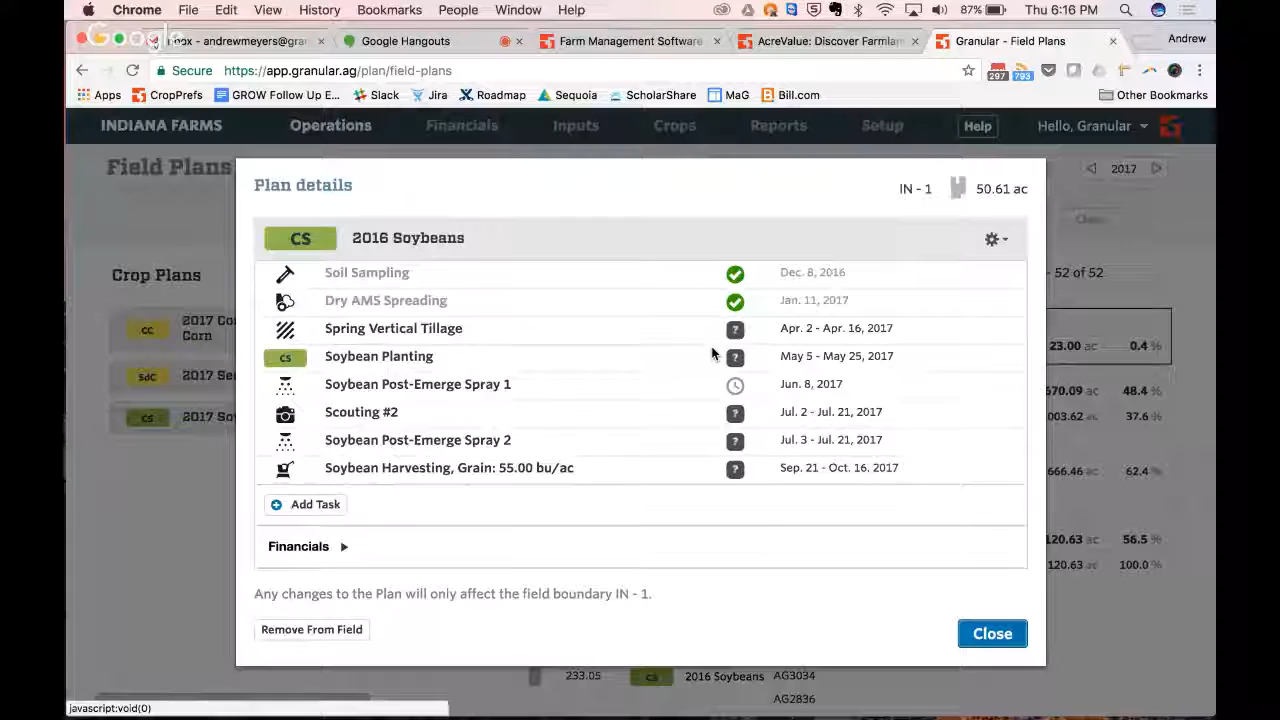 Chrome File Edit View History Bookmarks People Window Help 87% Thu 6:16 PM
Google
Inbox - andrewmeyers@gra Google Hangouts Farm Management Software AcreValue: Discover Farmlan Granular - Field Plans Andrew
Secure https://app.granular.ag/plan/field-plans 297 793
Apps CropPrefs GROW Follow Up E... Slack Jira Roadmap Sequoia ScholarShare MaG Bill.com Other Bookmarks
INDIANA FARMS Operations Financials Inputs Crops Reports Setup Help Hello, Granular
Field Plans 2017
Plan details IN - 1 50.61 ac
CS 2016 Soybeans
Crop Plans - 52 of 52
Soil Sampling Dec. 8, 2016
Dry AMS Spreading Jan. 11, 2017
CC 2017 Co
Corn
Spring Vertical Tillage ? Apr. 2 - Apr. 16, 2017
23.00 ac 0.4 %
CS Soybean Planting ? May 5 - May 25, 2017
SdC 2017 Se
Soybean Post-Emerge Spray 1 Jun. 8, 2017
670.09 ac 48.4 %
Scouting #2 ? Jul. 2 - Jul. 21, 2017
CS 2017 Soy
003.62 ac 37.6 %
Soybean Post-Emerge Spray 2 ? Jul. 3 - Jul. 21, 2017
Soybean Harvesting, Grain: 55.00 bu/ac ? Sep. 21 - Oct. 16, 2017
666.46 ac 62.4 %
Add Task
Financials
120.63 ac 56.5 %
120.63 ac 100.0 %
Any changes to the Plan will only affect the field boundary IN - 1.
Remove From Field Close
233.05 CS 2016 Soybeans AG3034
AG2836
javascript:void(0)